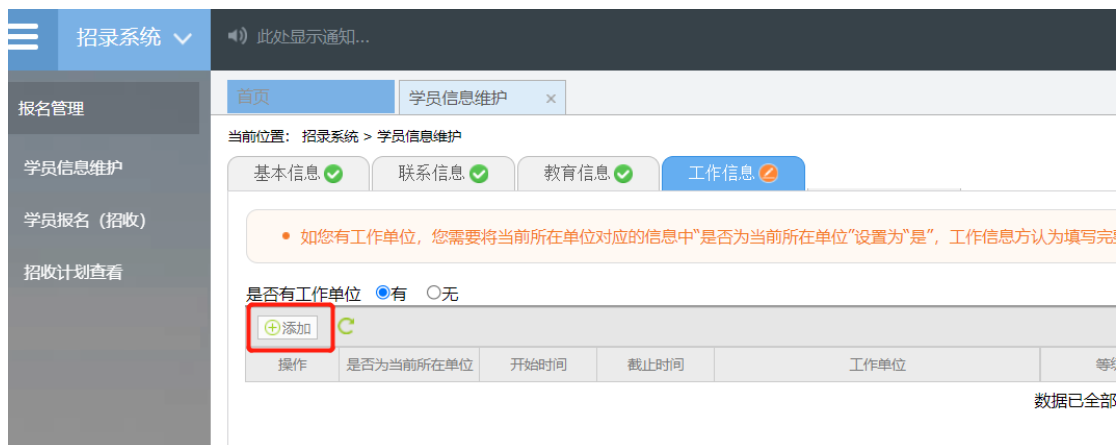 招录系统
此处显示通知...
首页
学员信息维护
报名管理
当前位置： 招录系统 > 学员信息维护
学员信息维护
基本信息
联系信息
教育信息
工作信息
学员报名（招收）
如您有工作单位，您需要将当前所在单位对应的信息中“是否为当前所在单位”设置为“是”，工作信息方认为填写完
招收计划查看
是否有工作单位 有 无
添加
操作 是否为当前所在单位 开始时间 截止时间 工作单位 等
数据已全部